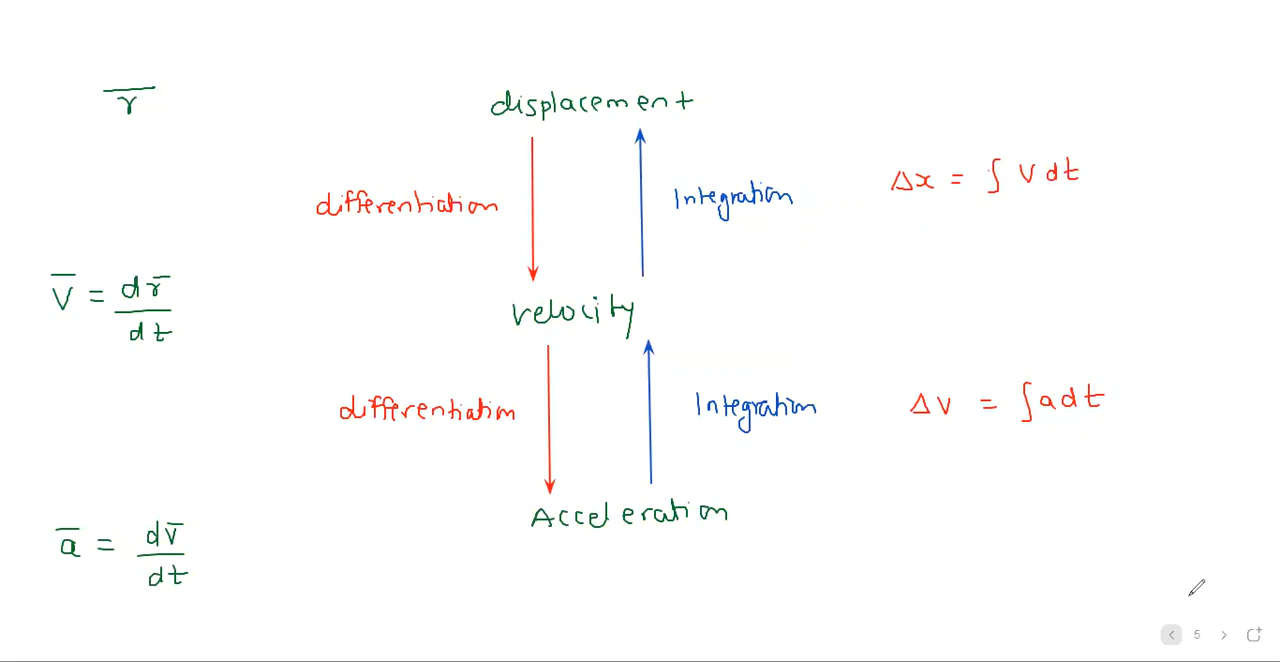 r̅
displacement
differentiation
Integration
Δx = ∫ v dt
V̅ = dr̅/dt
velocity
differentiation
Integration
Δv = ∫ a dt
Acceleration
a̅ = dv̅/dt
5